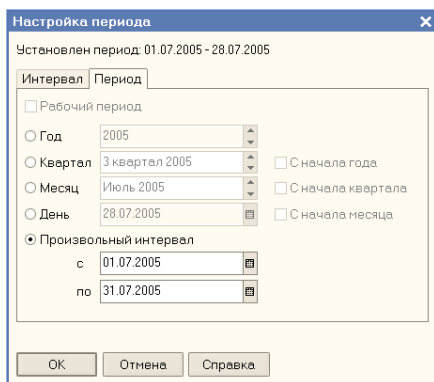 Настройка периода
Установлен период: 01.07.2005 - 28.07.2005
Интервал Период
Рабочий период
Год 2005
Квартал 3 квартал 2005 С начала года
Месяц Июль 2005 С начала квартала
День 28.07.2005 С начала месяца
Произвольный интервал
с 01.07.2005
по 31.07.2005
OK Отмена Справка